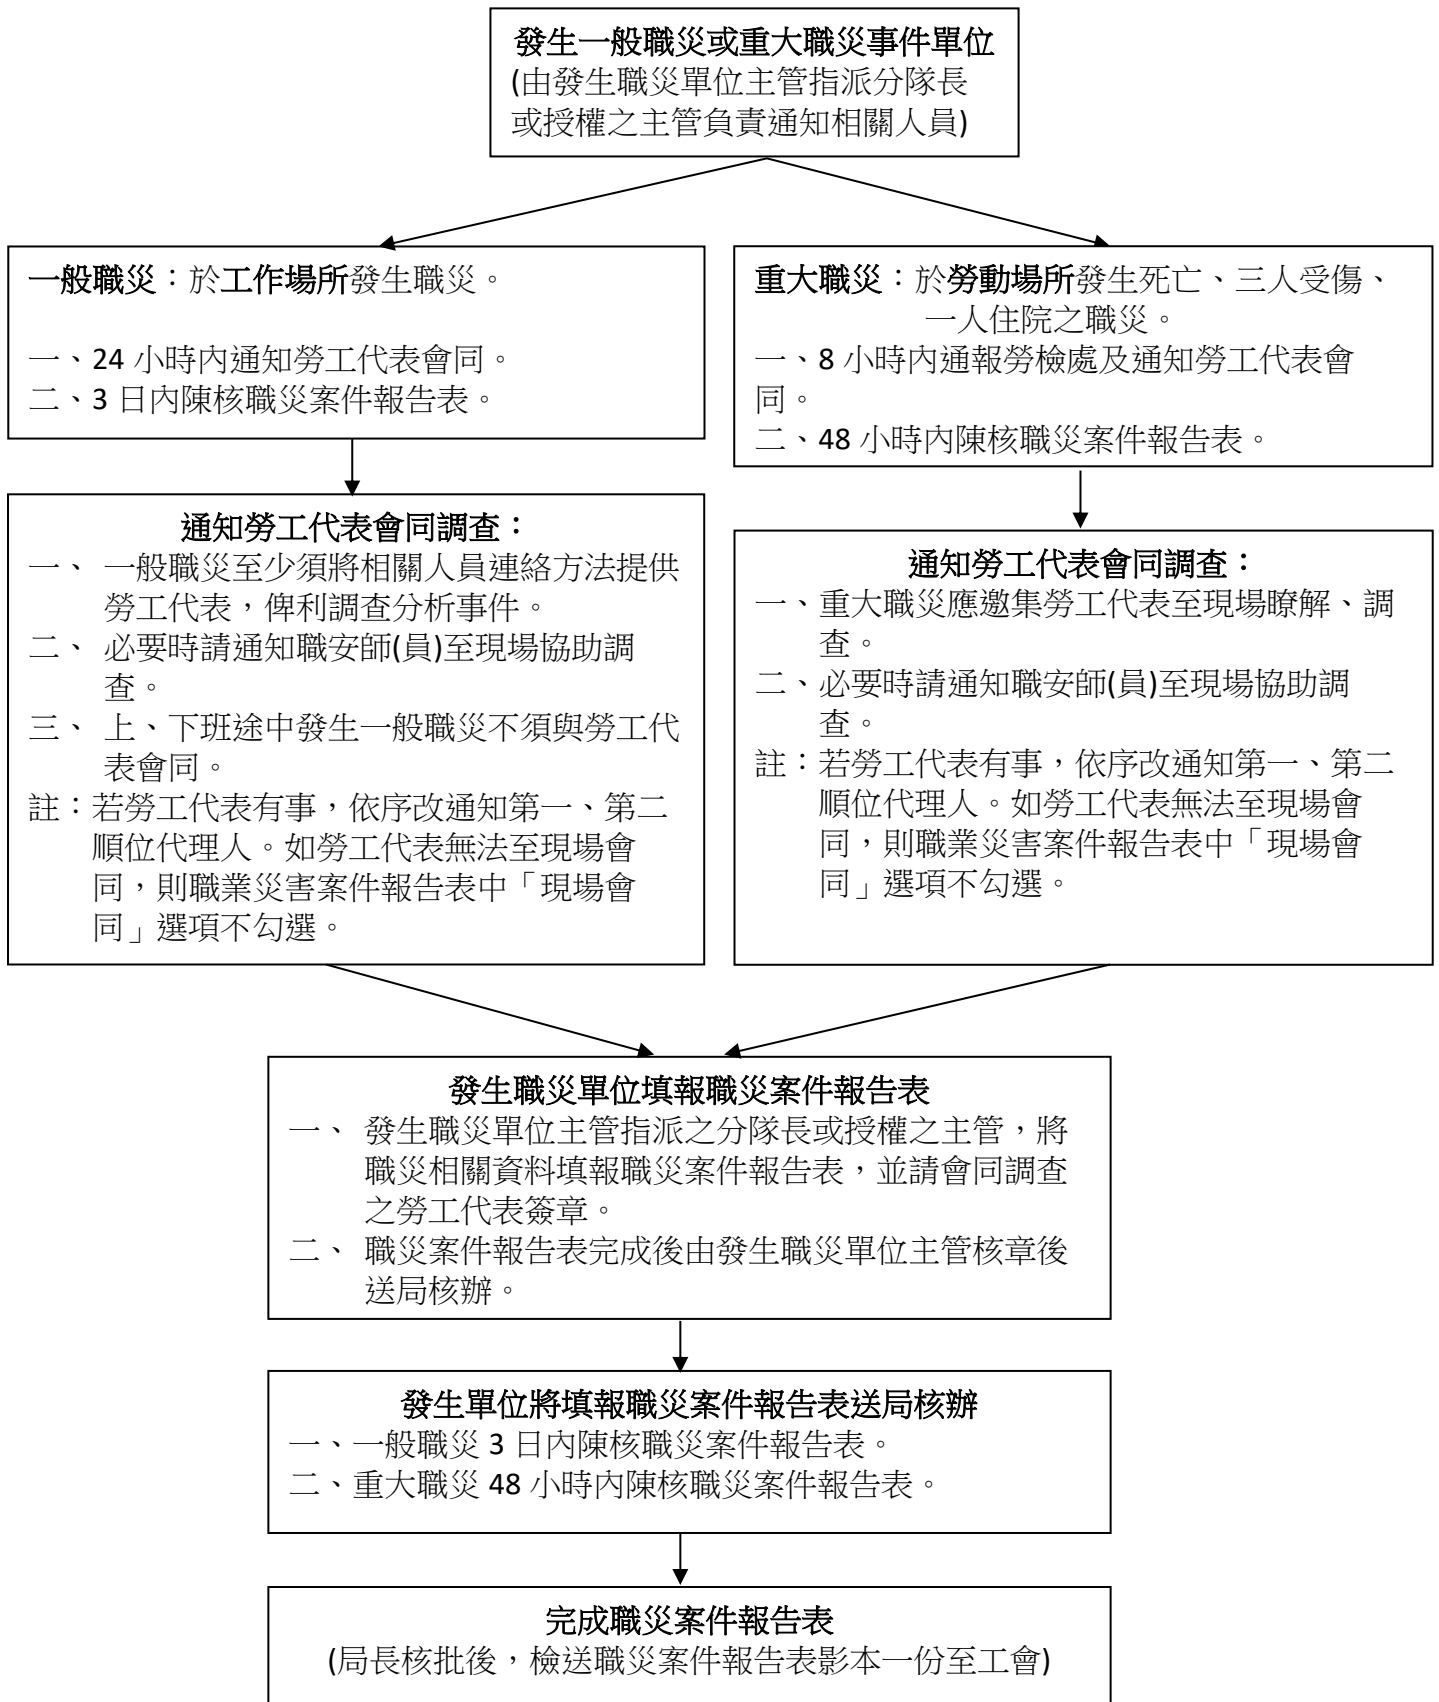 發生一般職災或重大職災事件單位
(由發生職災單位主管指派分隊長
或授權之主管負責通知相關人員)
一般職災：於工作場所發生職災。
一、24 小時內通知勞工代表會同。
二、3 日內陳核職災案件報告表。
重大職災：於勞動場所發生死亡、三人受傷、
一人住院之職災。
一、8 小時內通報勞檢處及通知勞工代表會
同。
二、48 小時內陳核職災案件報告表。
通知勞工代表會同調查：
一、 一般職災至少須將相關人員連絡方法提供
勞工代表，俾利調查分析事件。
二、 必要時請通知職安師(員)至現場協助調
查。
三、 上、下班途中發生一般職災不須與勞工代
表會同。
註：若勞工代表有事，依序改通知第一、第二
順位代理人。如勞工代表無法至現場會
同，則職業災害案件報告表中「現場會
同」選項不勾選。
通知勞工代表會同調查：
一、重大職災應邀集勞工代表至現場瞭解、調
查。
二、必要時請通知職安師(員)至現場協助調
查。
註：若勞工代表有事，依序改通知第一、第二
順位代理人。如勞工代表無法至現場會
同，則職業災害案件報告表中「現場會
同」選項不勾選。
發生職災單位填報職災案件報告表
一、 發生職災單位主管指派之分隊長或授權之主管，將
職災相關資料填報職災案件報告表，並請會同調查
之勞工代表簽章。
二、 職災案件報告表完成後由發生職災單位主管核章後
送局核辦。
發生單位將填報職災案件報告表送局核辦
一、一般職災 3 日內陳核職災案件報告表。
二、重大職災 48 小時內陳核職災案件報告表。
完成職災案件報告表
(局長核批後，檢送職災案件報告表影本一份至工會)